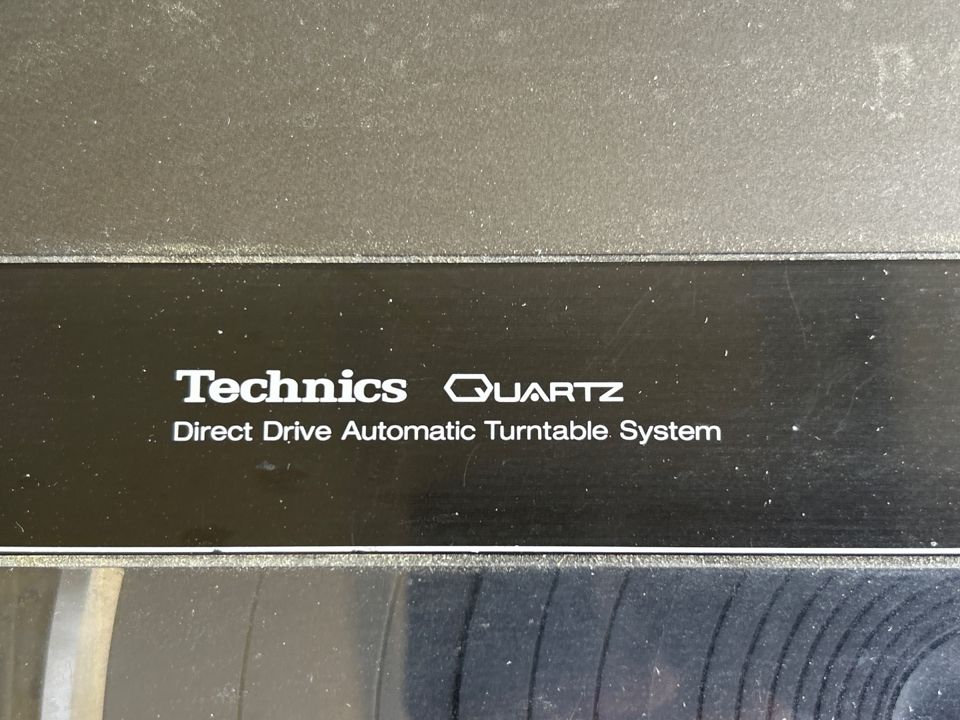 Technics QUARTZ
Direct Drive Automatic Turntable System